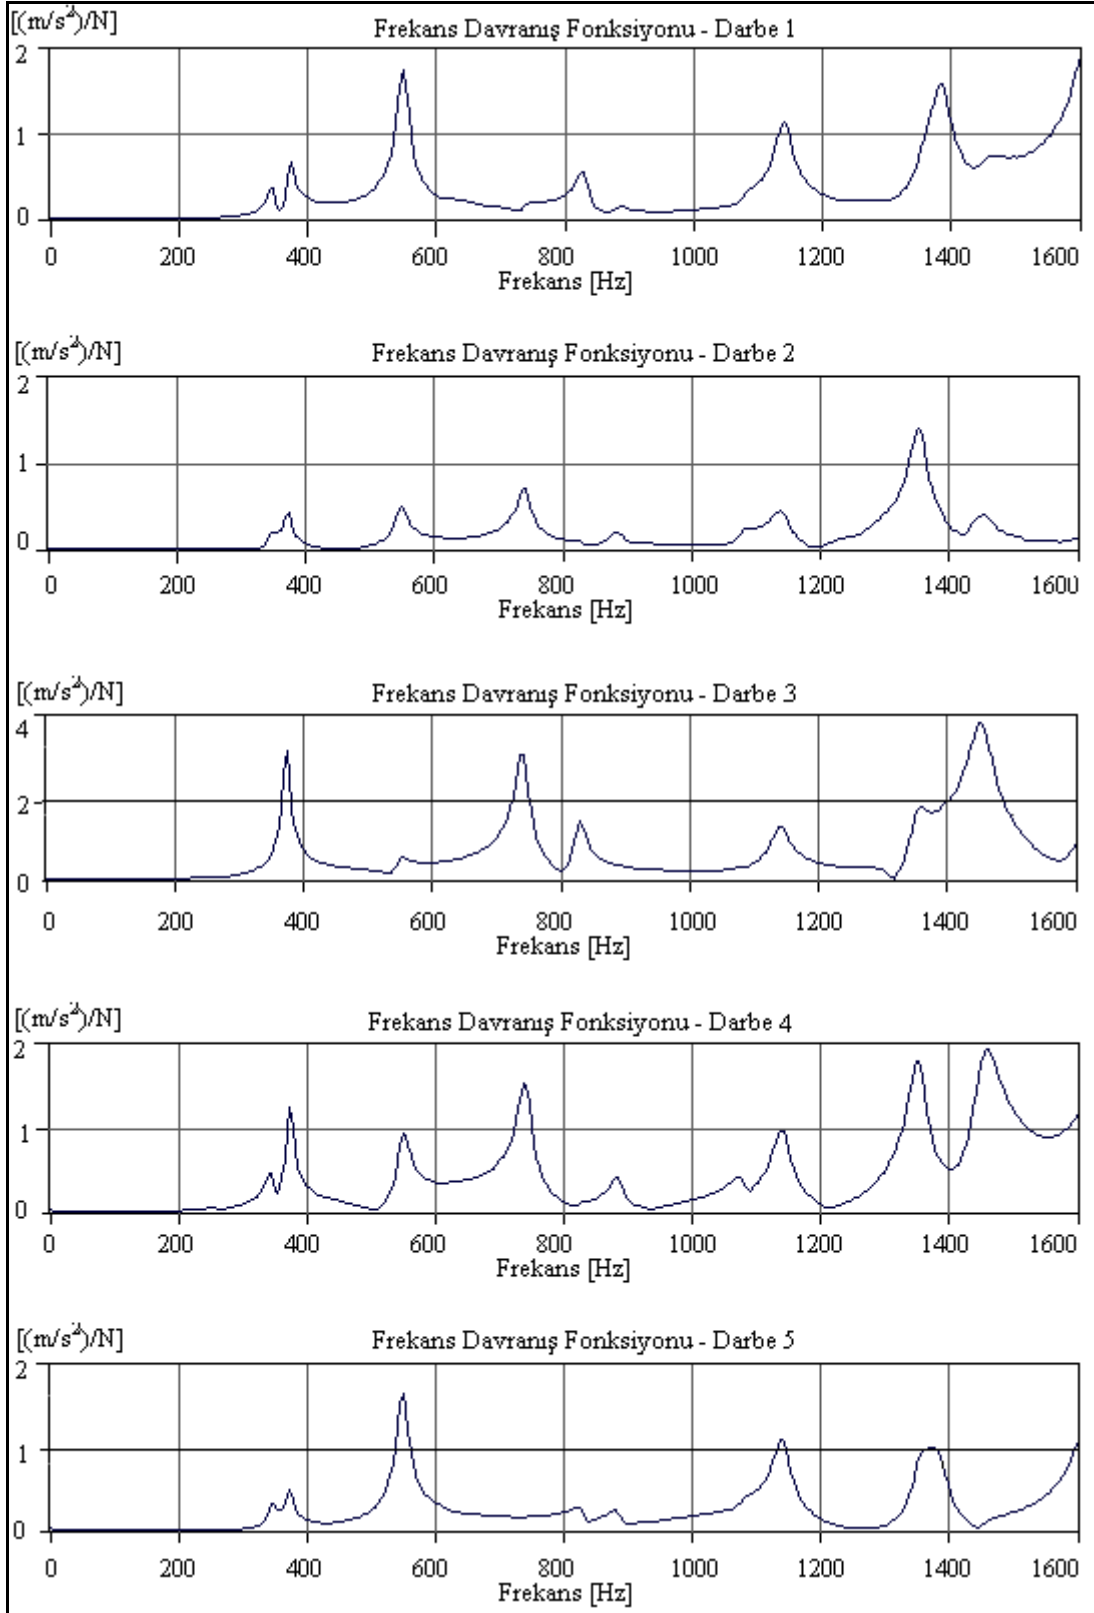 [(m/s²)/N]
Frekans Davranış Fonksiyonu - Darbe 1
2
1
0
0 200 400 600 800 1000 1200 1400 1600
Frekans [Hz]
[(m/s²)/N]
Frekans Davranış Fonksiyonu - Darbe 2
2
1
0
0 200 400 600 800 1000 1200 1400 1600
Frekans [Hz]
[(m/s²)/N]
Frekans Davranış Fonksiyonu - Darbe 3
4
2
0
0 200 400 600 800 1000 1200 1400 1600
Frekans [Hz]
[(m/s²)/N]
Frekans Davranış Fonksiyonu - Darbe 4
2
1
0
0 200 400 600 800 1000 1200 1400 1600
Frekans [Hz]
[(m/s²)/N]
Frekans Davranış Fonksiyonu - Darbe 5
2
1
0
0 200 400 600 800 1000 1200 1400 1600
Frekans [Hz]